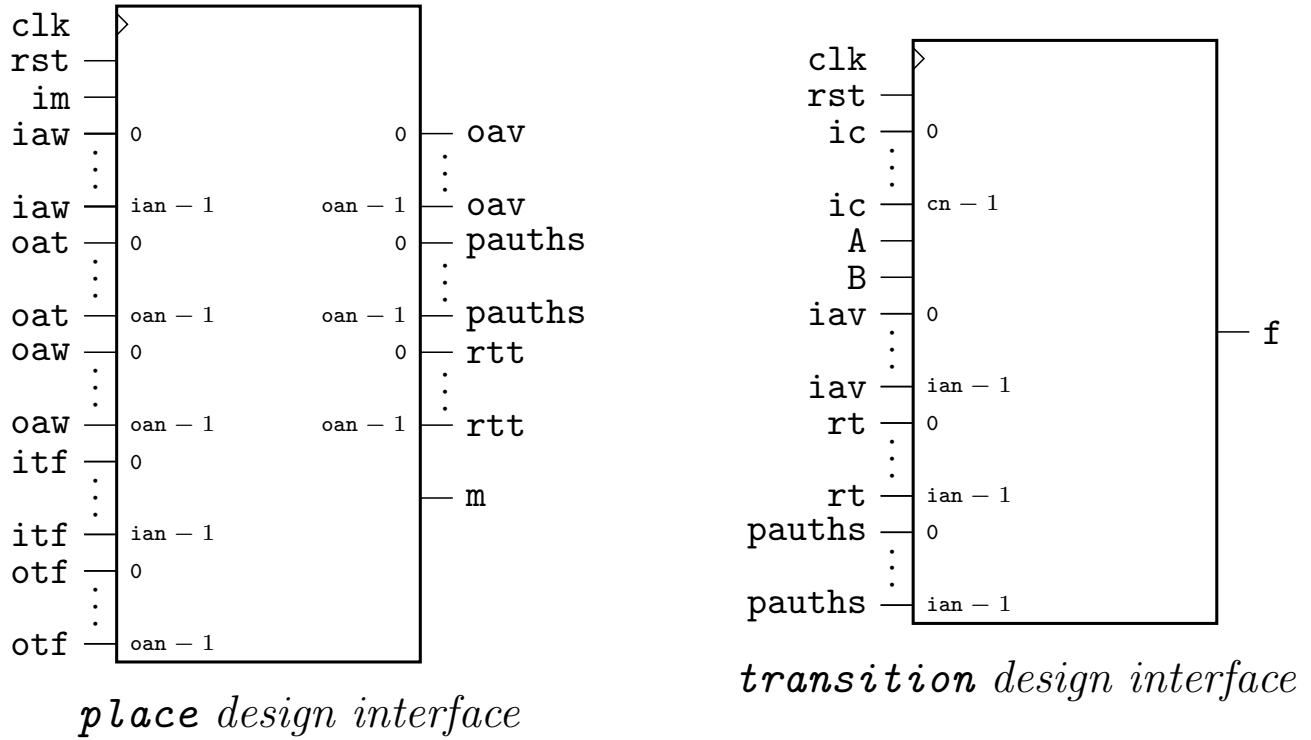 clk
rst
im
iaw 0 0 oav
iaw ian − 1 oan − 1 oav
oat 0 0 pauths
oat oan − 1 oan − 1 pauths
oaw 0 0 rtt
oaw oan − 1 oan − 1 rtt
itf 0
m
itf ian − 1
otf 0
otf oan − 1
place design interface
clk
rst
ic 0
ic cn − 1
A
B
iav 0
f
iav ian − 1
rt 0
rt ian − 1
pauths 0
pauths ian − 1
transition design interface